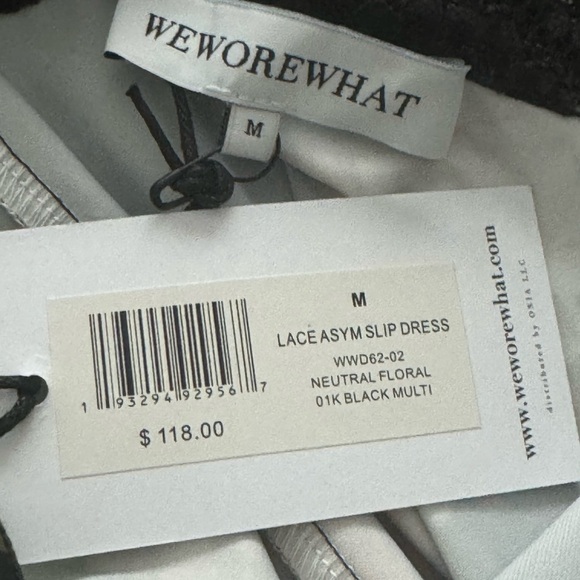 WEWOREWHAT
M
M
LACE ASYM SLIP DRESS
WWD62-02
NEUTRAL FLORAL
01K BLACK MULTI
1 93294 92956 7
$ 118.00
www.weworewhat.com
distributed by OSIA LLC